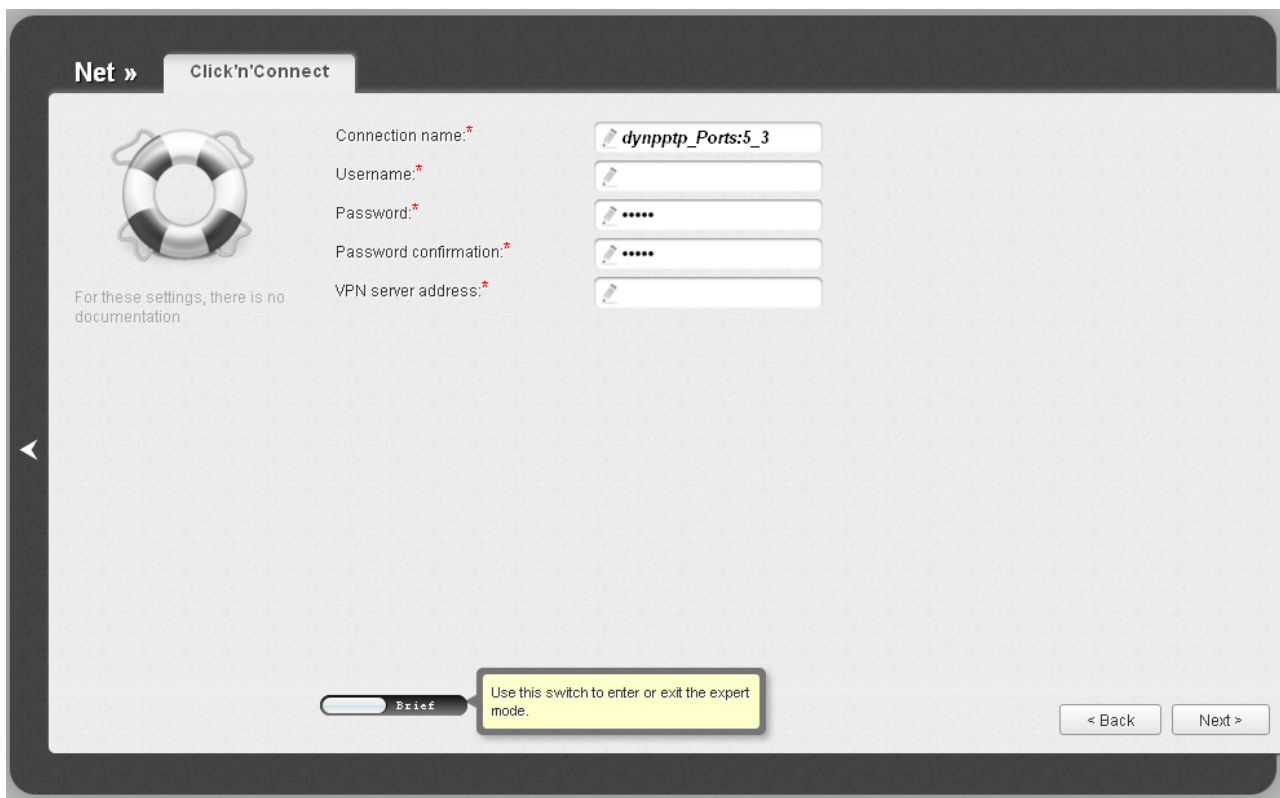 Net »
Click'n'Connect
Connection name:*
dynpptp_Ports:5_3
Username:*
Password:*
•••••
Password confirmation:*
•••••
VPN server address:*
For these settings, there is no
documentation
Brief
Use this switch to enter or exit the expert
mode.
< Back
Next >